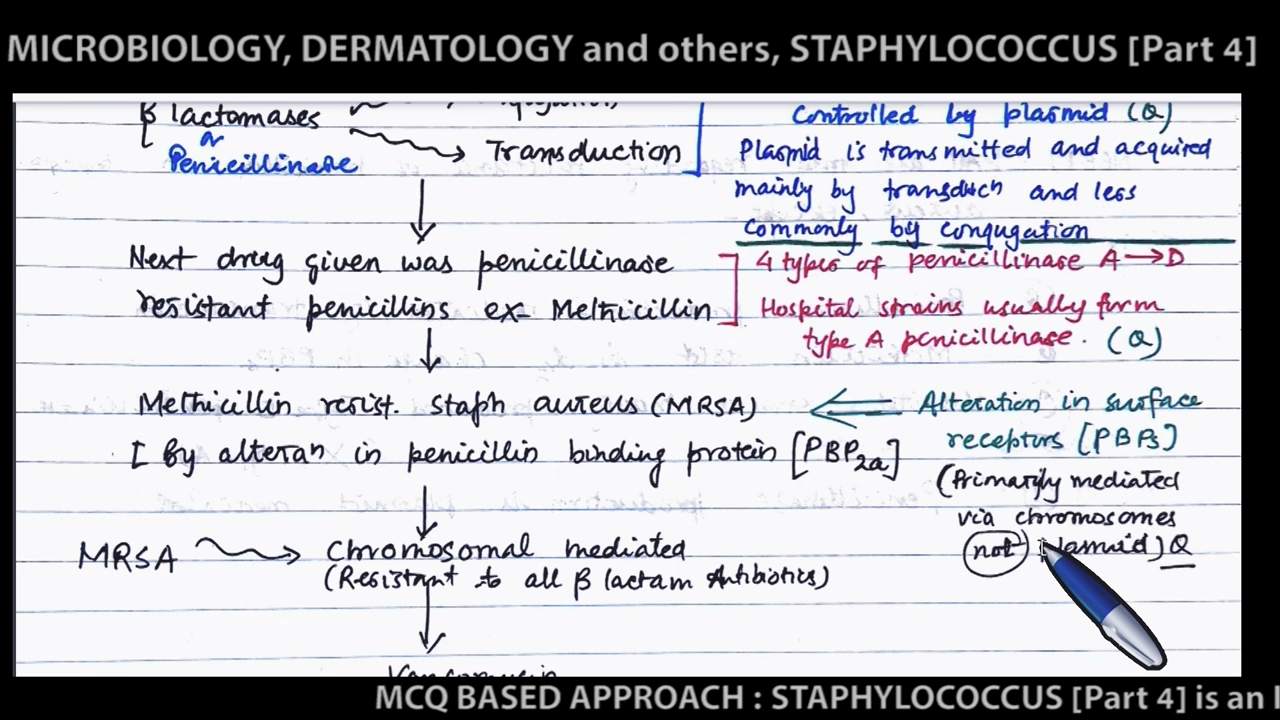 MICROBIOLOGY, DERMATOLOGY and others, STAPHYLOCOCCUS [Part 4]
β lactamases
or
Penicillinase
Transduction
Controlled by plasmid (Q)
Plasmid is transmitted and acquired
mainly by transducn and less
commonly by conjugation
Next drug given was penicillinase
resistant penicillins ex- Methicillin
4 types of penicillinase A → D
Hospital strains usually form
type A penicillinase. (Q)
Methicillin resist. staph aureus (MRSA)
[ By alteran in penicillin binding protein [PBP2a]
Alteration in surface
receptors [PBPs]
(Primarily mediated
via chromosomes
not
Q
MRSA
Chromosomal mediated
(Resistant to all β lactam Antibiotics)
MCQ BASED APPROACH : STAPHYLOCOCCUS [Part 4] is an